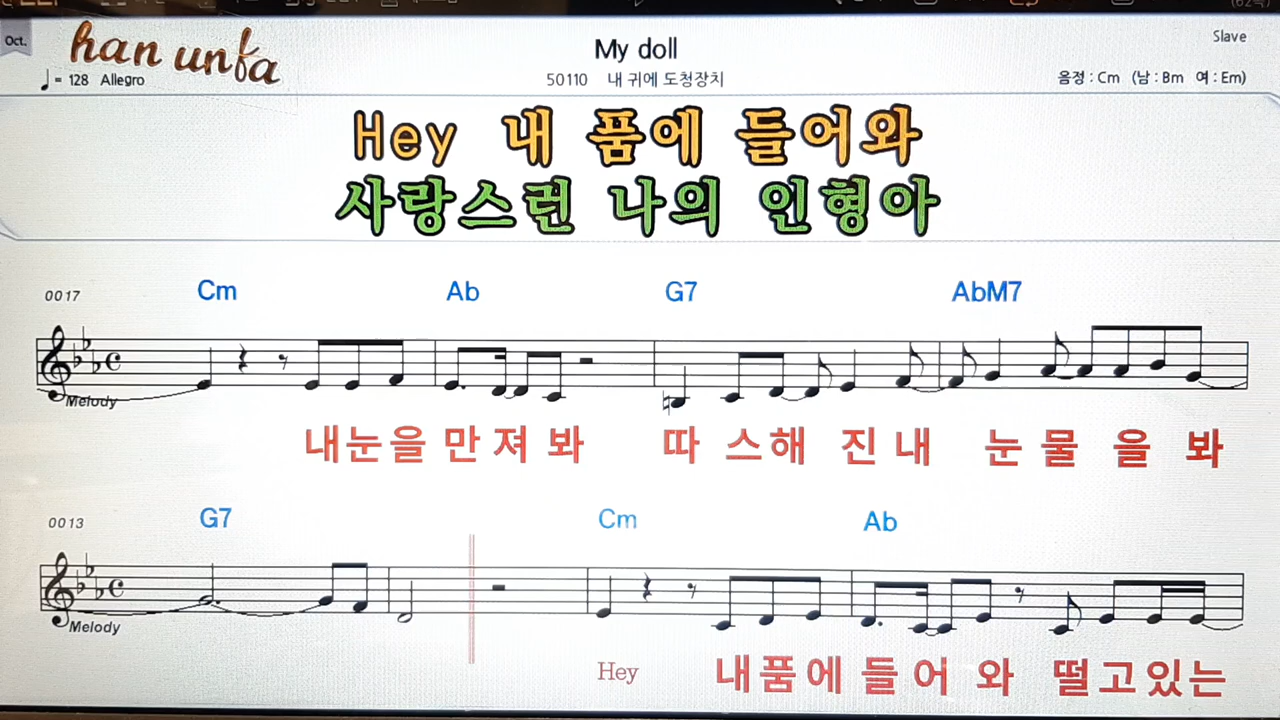 Oct.
han unfa
My doll
Slave
♩= 128 Allegro
50110 내 귀에 도청장치
음정 : Cm (남 : Bm 여 : Em)
Hey 내 품에 들어와
사랑스런 나의 인형아
0017
Cm Ab G7 AbM7
Melody
내눈을 만 져 봐 따 스해 진 내 눈 물 을 봐
0013
G7 Cm Ab
Melody
Hey 내품에 들 어 와 떨고있는